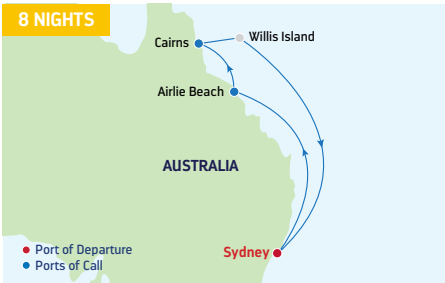 8 NIGHTS
Cairns
Willis Island
Airlie Beach
AUSTRALIA
Sydney
Port of Departure
Ports of Call